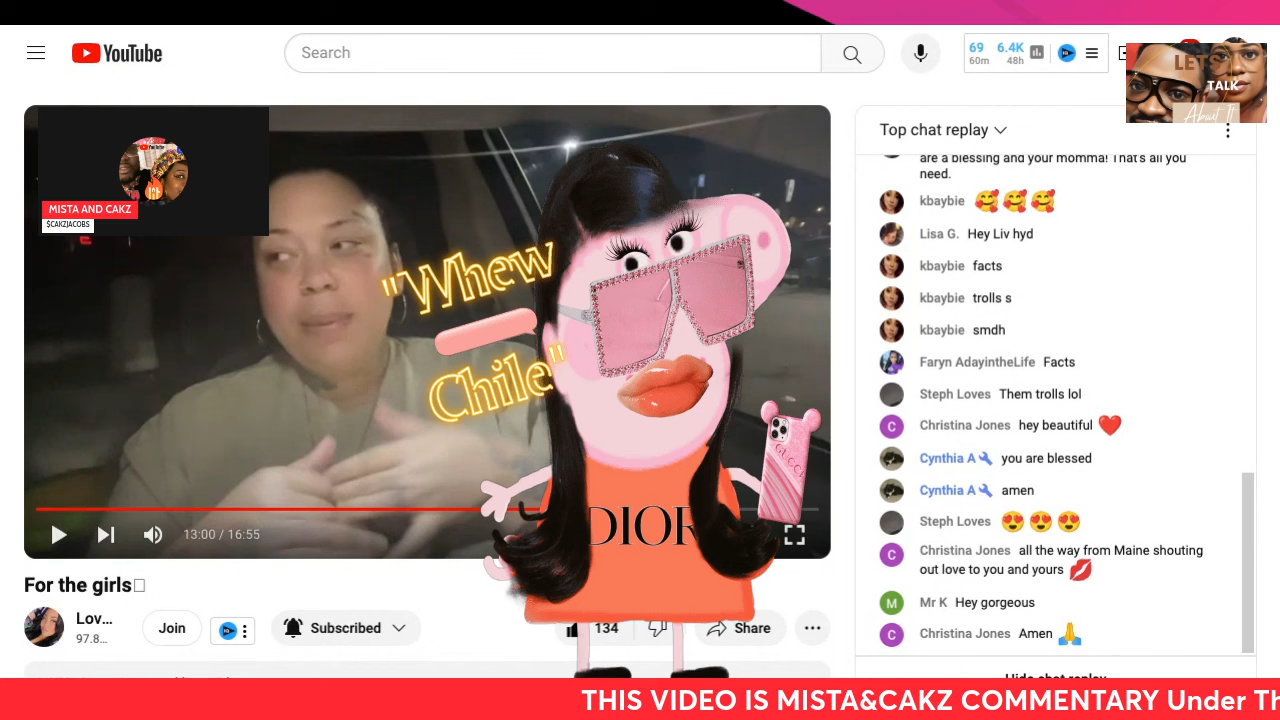 YouTube
Search
69
60m
6.4K
48h
LETS
TALK
About It
Top chat replay
MISTA AND CAKZ
$CAKZJACOBS
"Whew
Chile"
DIOR
GUCCI
13:00 / 16:55
are a blessing and your momma! That's all you
need.
kbaybie
Lisa G. Hey Liv hyd
kbaybie facts
kbaybie trolls s
kbaybie smdh
Faryn AdayintheLife Facts
Steph Loves Them trolls lol
Christina Jones hey beautiful
Cynthia A you are blessed
Cynthia A amen
Steph Loves
Christina Jones all the way from Maine shouting
out love to you and yours
Mr K Hey gorgeous
Christina Jones Amen
For the girls
Lov...
97.8...
Join
Subscribed
134
Share
THIS VIDEO IS MISTA&CAKZ COMMENTARY Under Th